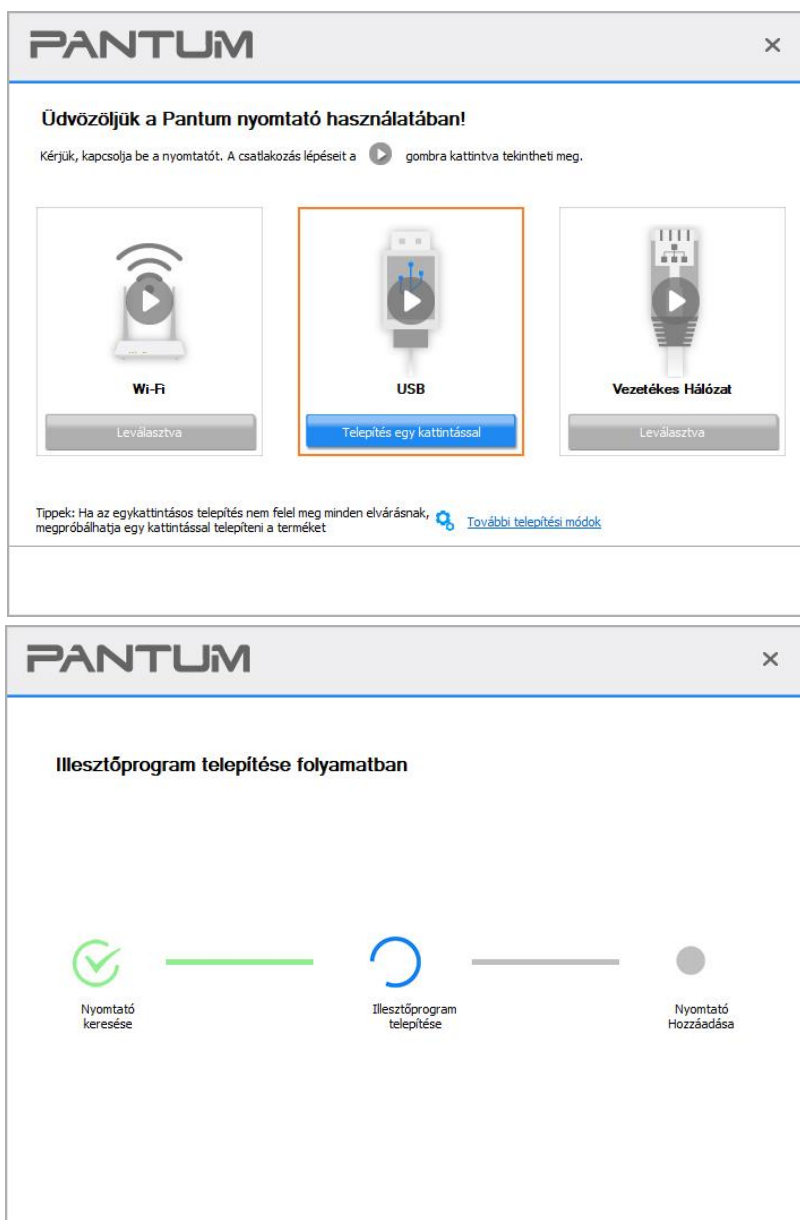 PANTUM
Üdvözöljük a Pantum nyomtató használatában!
Kérjük, kapcsolja be a nyomtatót. A csatlakozás lépéseit a gombra kattintva tekintheti meg.
Wi-Fi
USB
Vezetékes Hálózat
Leválasztva
Telepítés egy kattintással
Leválasztva
Tippek: Ha az egykattintásos telepítés nem felel meg minden elvárásnak,
megpróbálhatja egy kattintással telepíteni a terméket
További telepítési módok
PANTUM
Illesztőprogram telepítése folyamatban
Nyomtató
keresése
Illesztőprogram
telepítése
Nyomtató
Hozzáadása